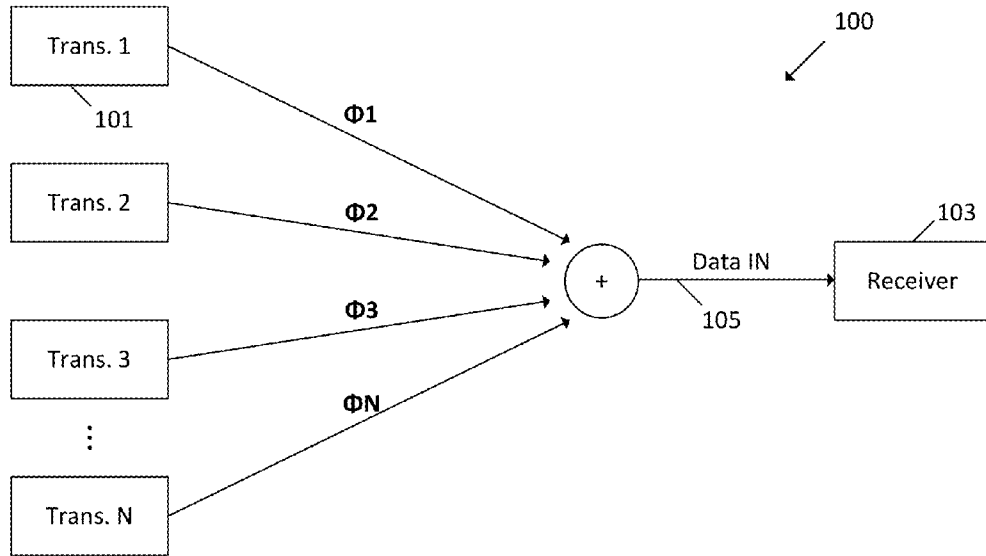 Trans. 1
100
101
Φ1
Trans. 2
Φ2
103
Data IN
+
Receiver
105
Φ3
Trans. 3
ΦN
Trans. N